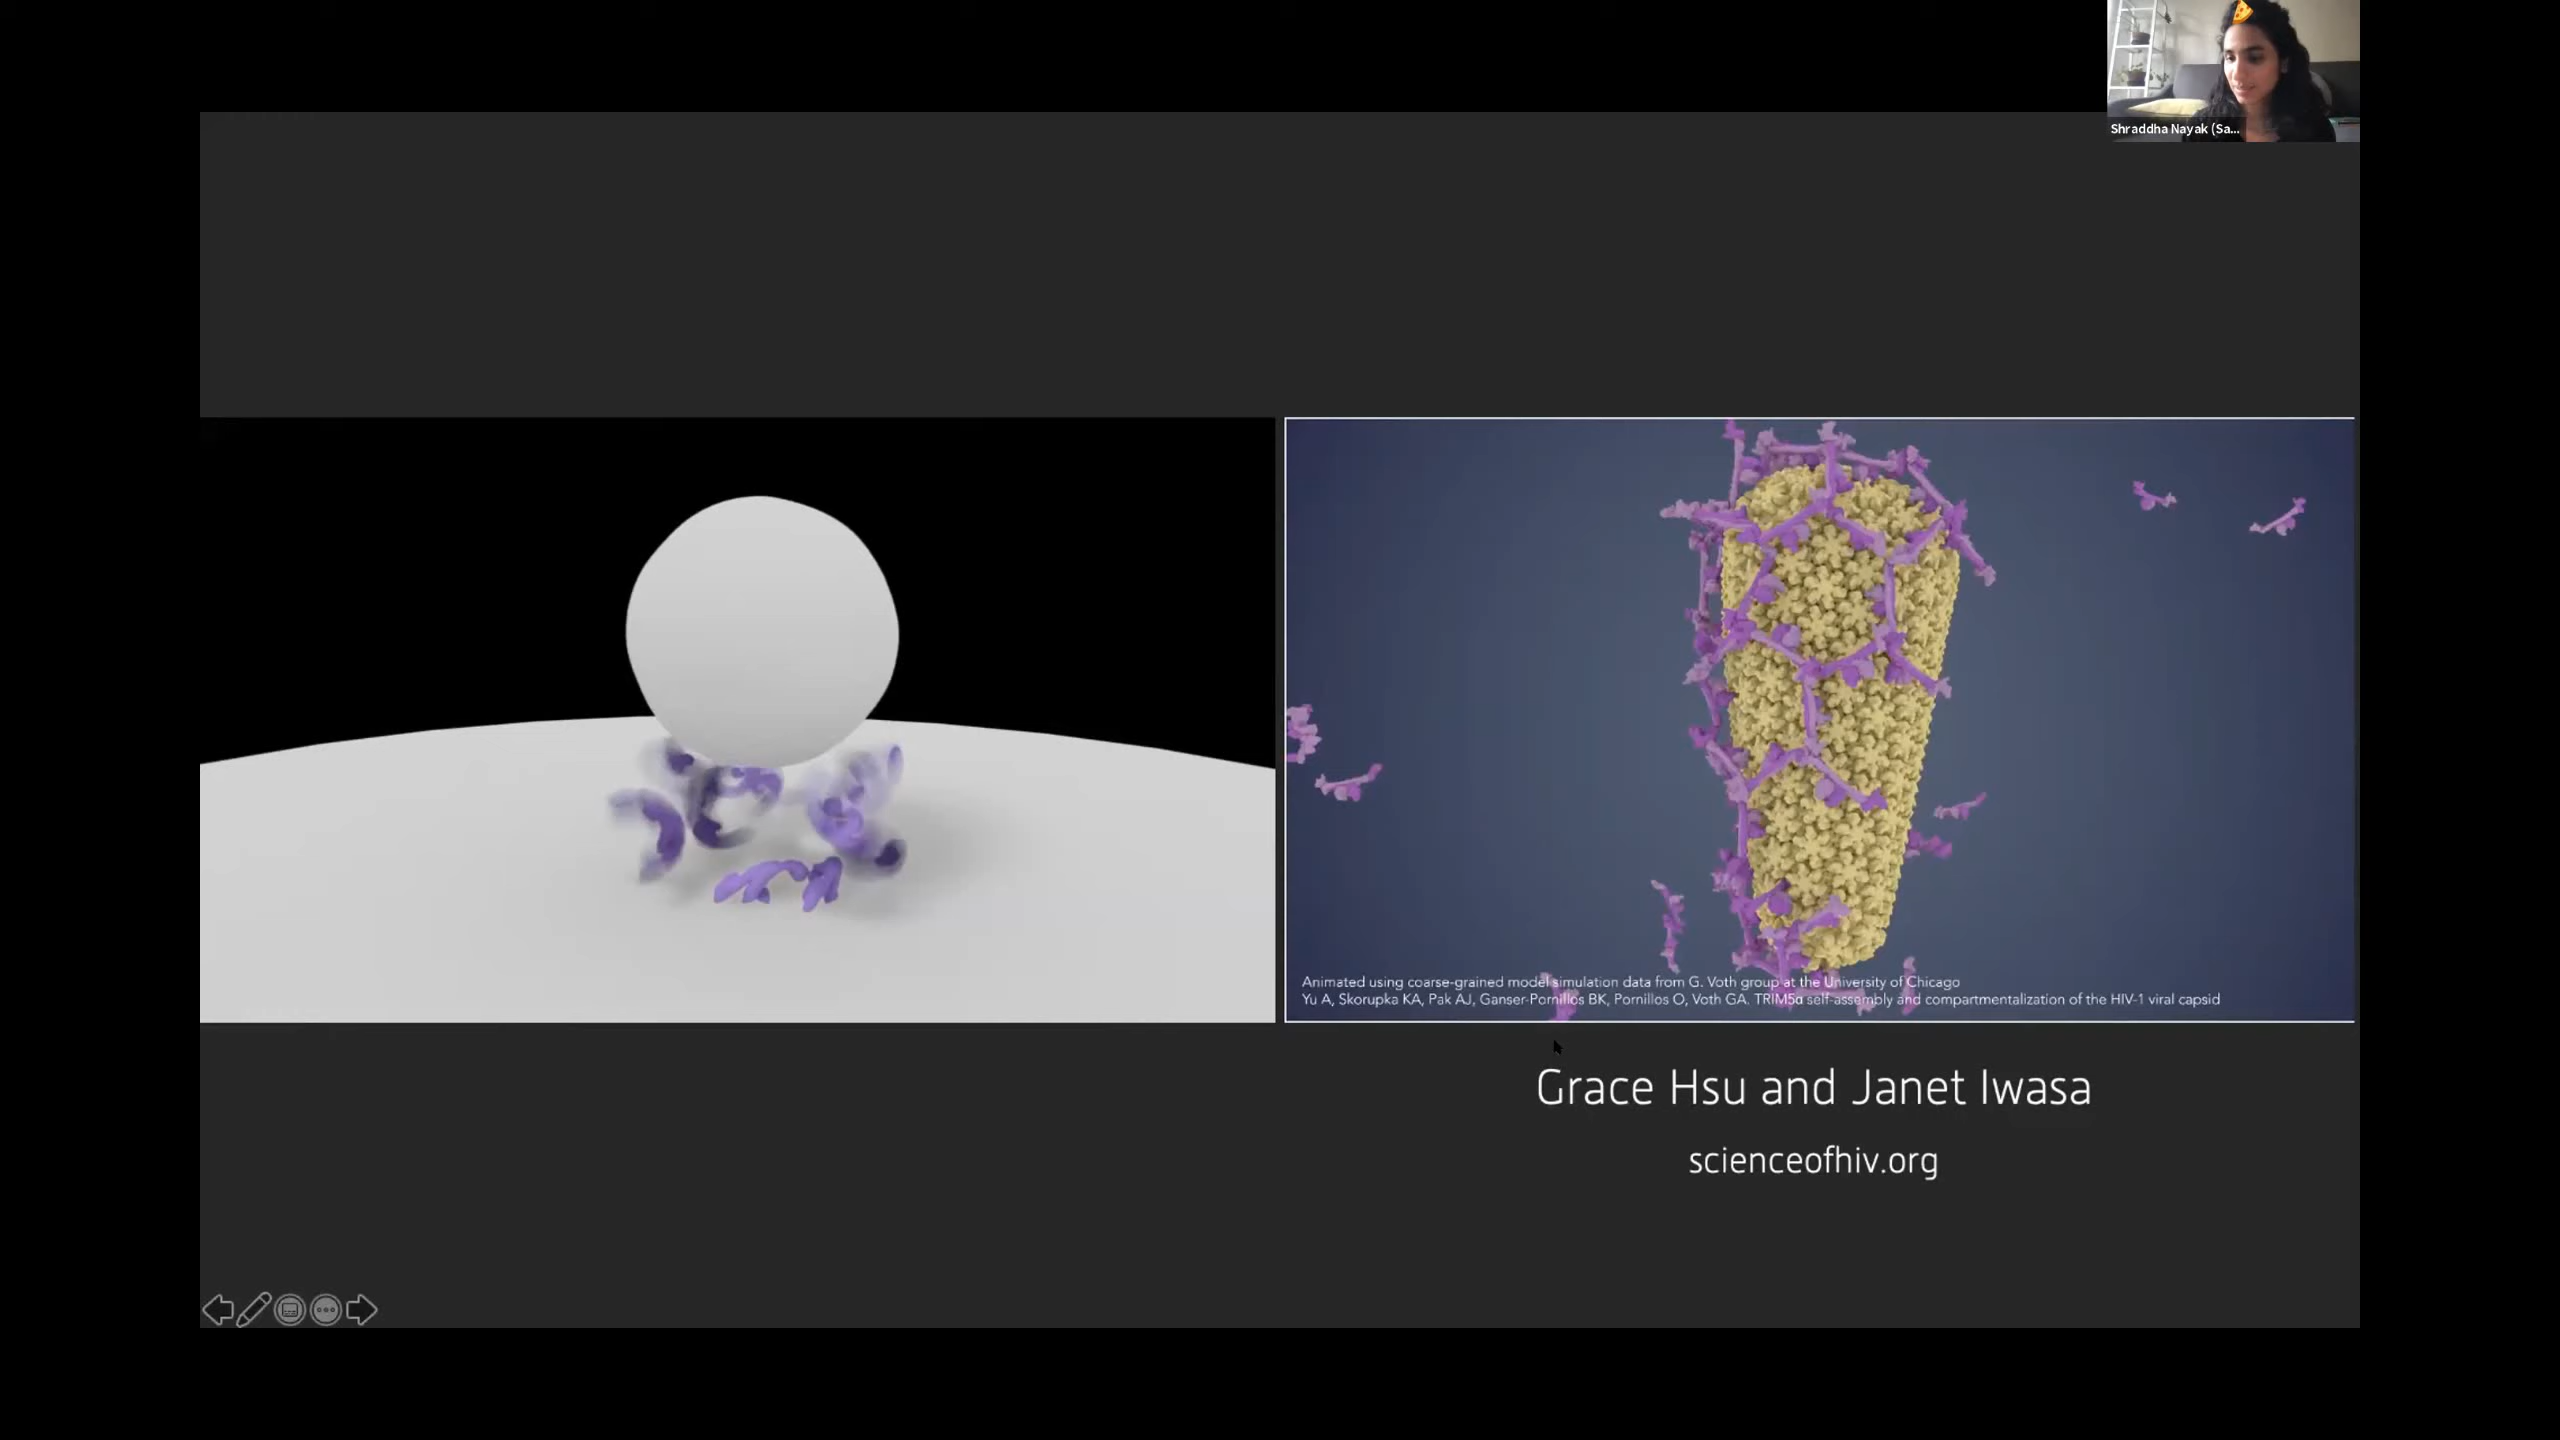 Shraddha Nayak (Sa...
Animated using coarse-grained model simulation data from G. Voth group at the University of Chicago
Yu A, Skorupka KA, Pak AJ, Ganser-Pornillos BK, Pornillos O, Voth GA. TRIM5α self-assembly and compartmentalization of the HIV-1 viral capsid
Grace Hsu and Janet Iwasa
scienceofhiv.org